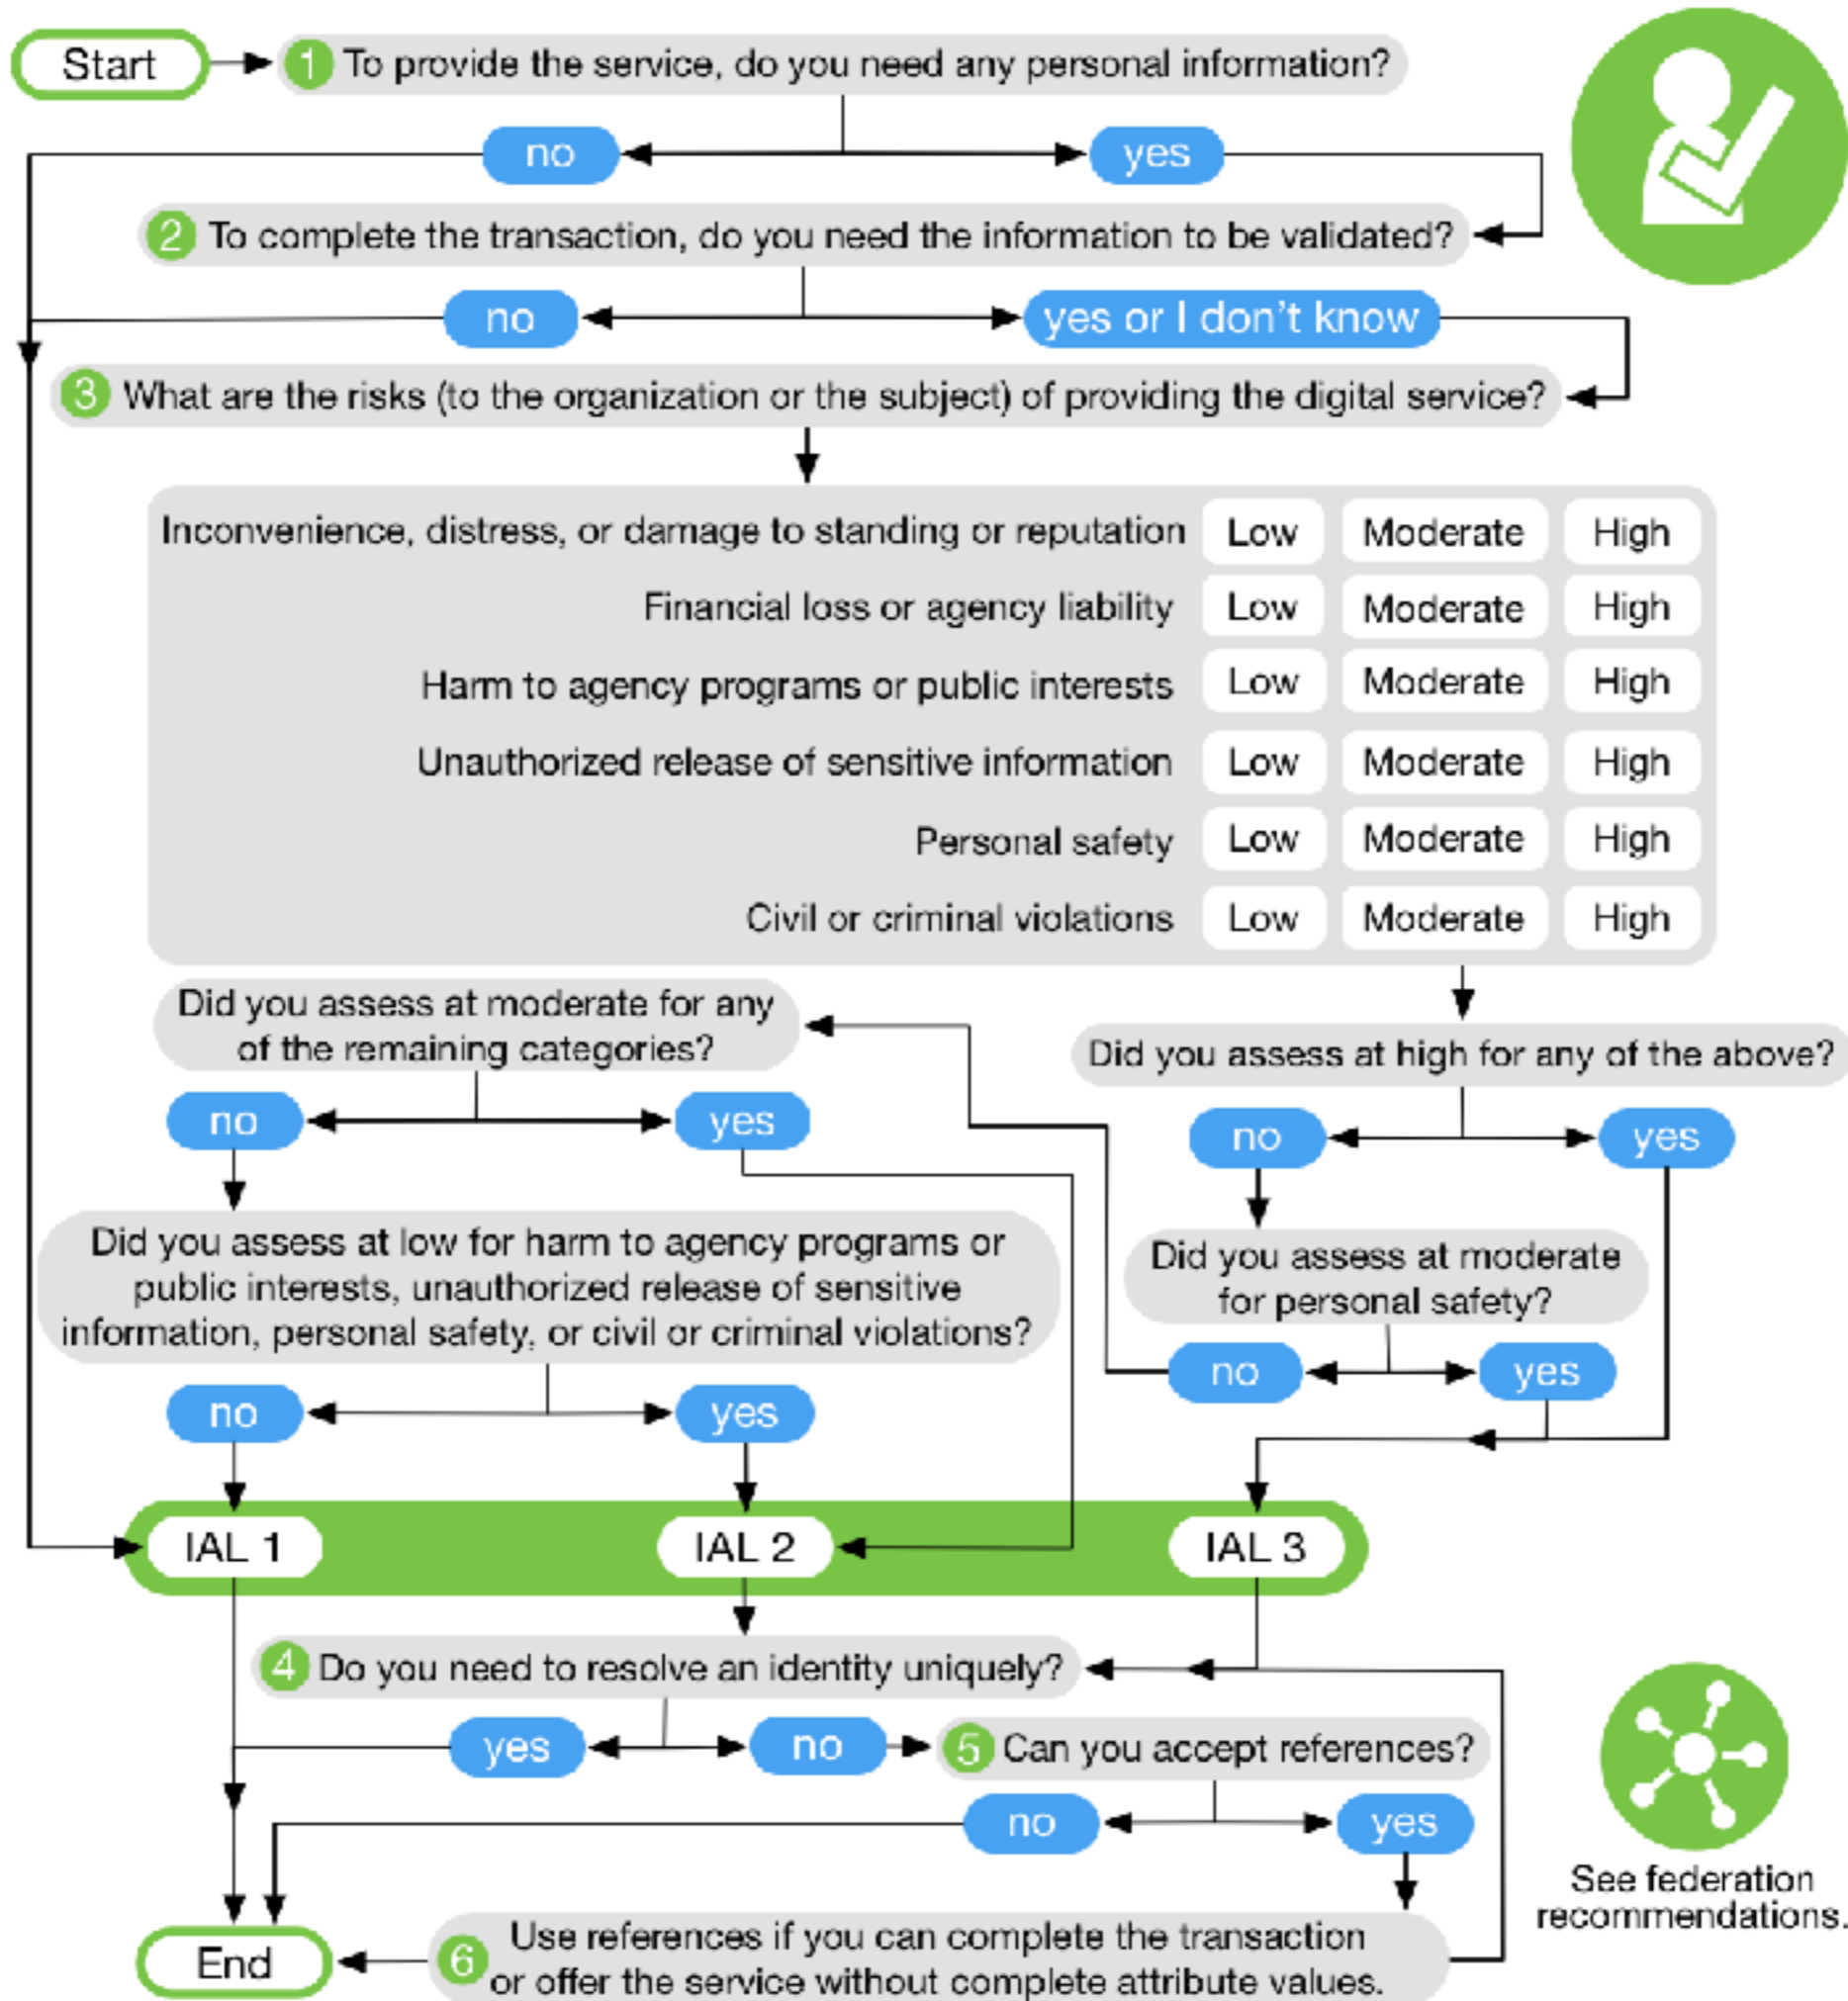 Start
1 To provide the service, do you need any personal information?
no
yes
2 To complete the transaction, do you need the information to be validated?
no
yes or I don't know
3 What are the risks (to the organization or the subject) of providing the digital service?
Inconvenience, distress, or damage to standing or reputation Low Moderate High
Financial loss or agency liability Low Moderate High
Harm to agency programs or public interests Low Moderate High
Unauthorized release of sensitive information Low Moderate High
Personal safety Low Moderate High
Civil or criminal violations Low Moderate High
Did you assess at high for any of the above?
no
yes
Did you assess at moderate
for personal safety?
no
yes
Did you assess at moderate for any
of the remaining categories?
no
yes
Did you assess at low for harm to agency programs or
public interests, unauthorized release of sensitive
information, personal safety, or civil or criminal violations?
no
yes
IAL 1
IAL 2
IAL 3
4 Do you need to resolve an identity uniquely?
yes
no
5 Can you accept references?
no
yes
6 Use references if you can complete the transaction
or offer the service without complete attribute values.
End
See federation
recommendations.